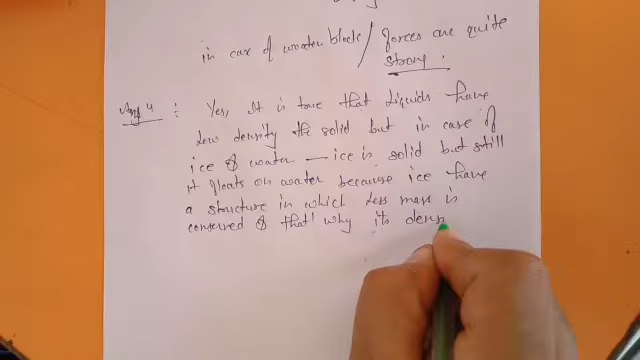 in case of wooden block / forces are quite
strong.
Ans 4 : Yes, It is true that Liquids have
Low density the solid but in case of
ice & water — ice is solid but still
it floats on water because ice have
a structure in which Less mass is
& that's why its dens